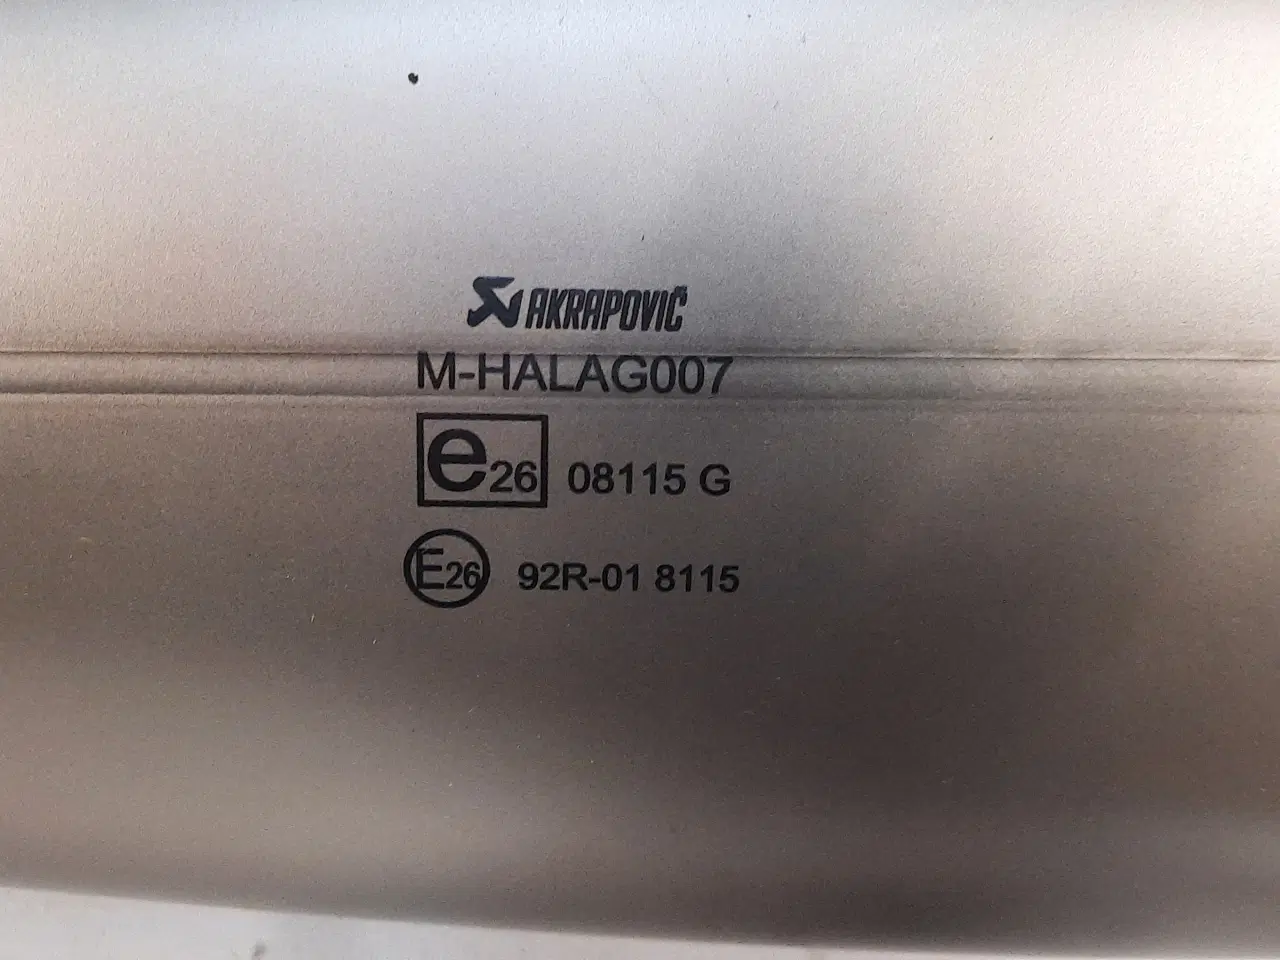 AKRAPOVIČ
M-HALAG007
e26 08115 G
E26 92R-01 8115